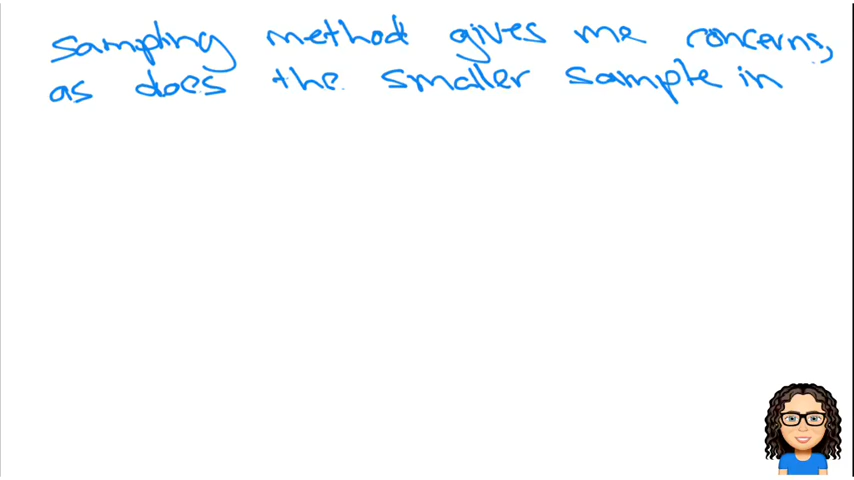 sampling method gives me concerns,
as does the smaller sample in